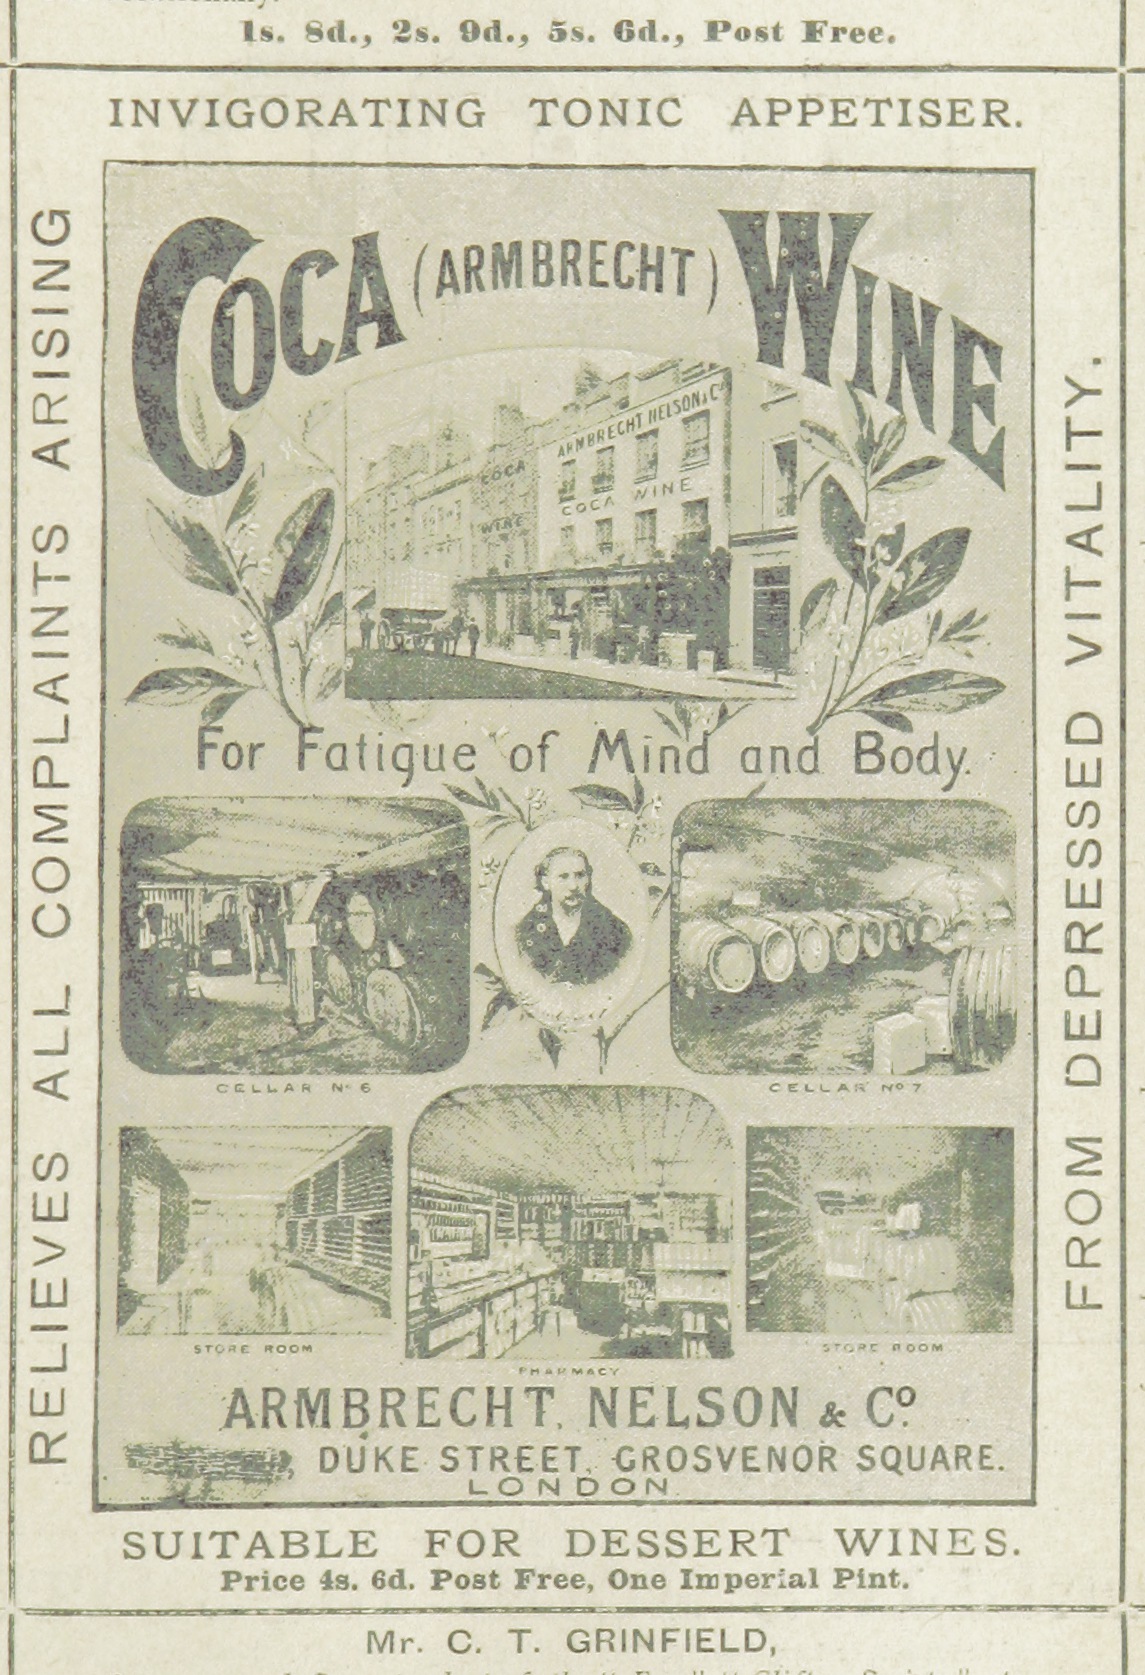 1s. 8d., 2s. 9d., 5s. 6d., Post Free.
INVIGORATING TONIC APPETISER.
RELIEVES ALL COMPLAINTS ARISING
FROM DEPRESSED VITALITY.
COCA (ARMBRECHT) WINE
ARMBRECHT NELSON & Co
COCA WINE
COCA
WINE
For Fatigue of Mind and Body.
CELLAR No 6
CELLAR No 7
STORE ROOM
PHARMACY
STORE ROOM
ARMBRECHT, NELSON & Co.
DUKE STREET, GROSVENOR SQUARE.
LONDON
SUITABLE FOR DESSERT WINES.
Price 4s. 6d. Post Free, One Imperial Pint.
Mr. C. T. GRINFIELD,